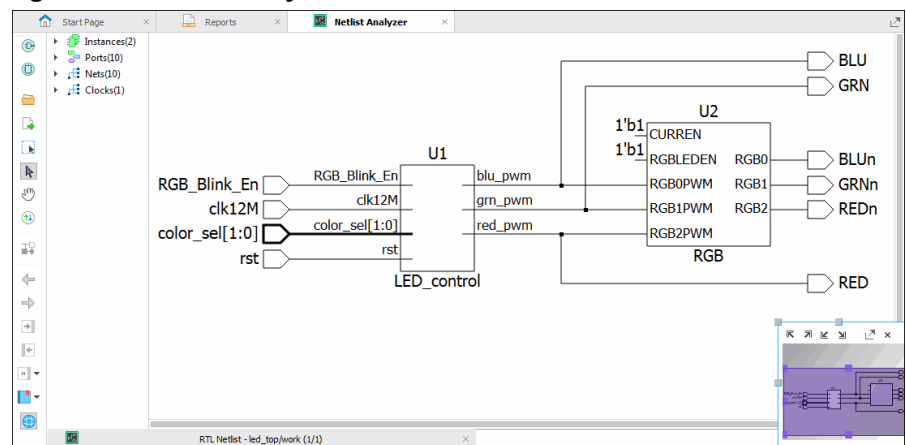 Start Page
Reports
Netlist Analyzer
Instances(2)
Ports(10)
Nets(10)
Clocks(1)
BLU
GRN
U2
1'b1
CURREN
1'b1
RGBLEDEN RGB0
BLUn
U1
RGB_Blink_En
RGB_Blink_En
blu_pwm
RGB0PWM RGB1
GRNn
clk12M
clk12M
grn_pwm
RGB1PWM RGB2
REDn
color_sel[1:0]
color_sel[1:0]
red_pwm
RGB2PWM
rst
rst
RGB
LED_control
RED
RTL Netlist - led_top/work (1/1)